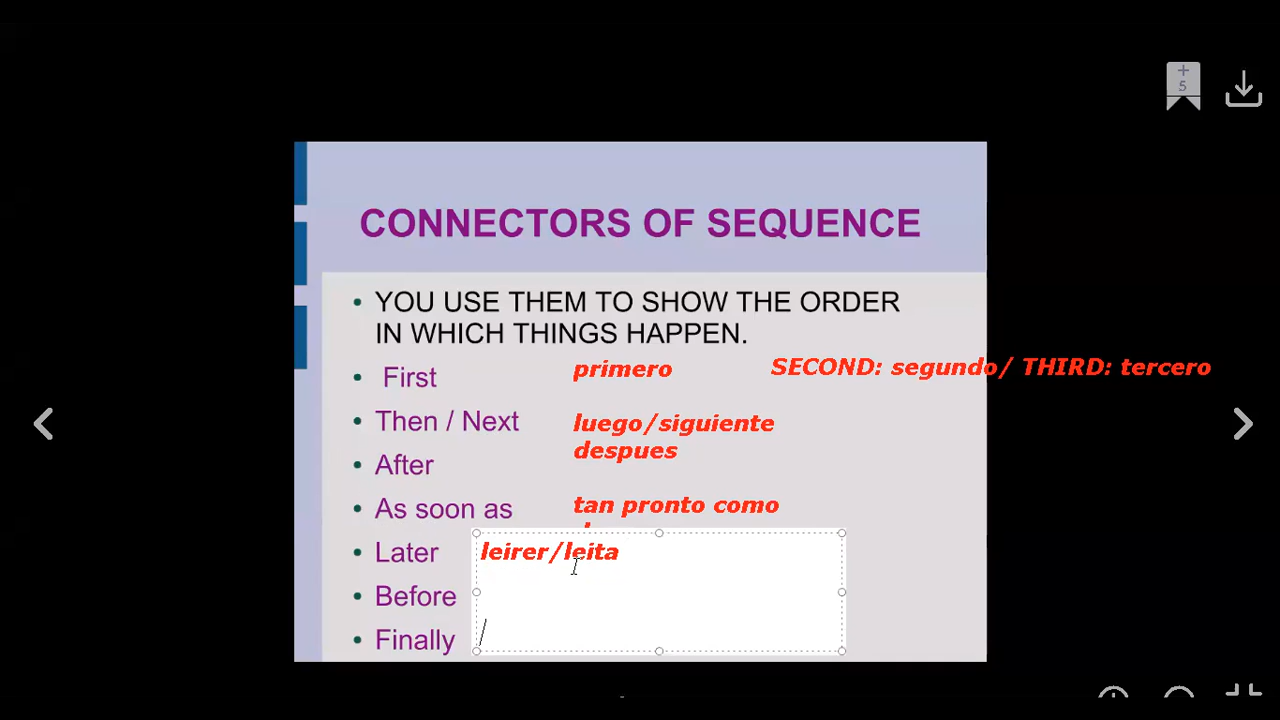 +
5
CONNECTORS OF SEQUENCE
• YOU USE THEM TO SHOW THE ORDER
IN WHICH THINGS HAPPEN.
• First primero SECOND: segundo/ THIRD: tercero
• Then / Next luego/siguiente
despues
• After
• As soon as tan pronto como
• Later leirer/leita
• Before
• Finally /